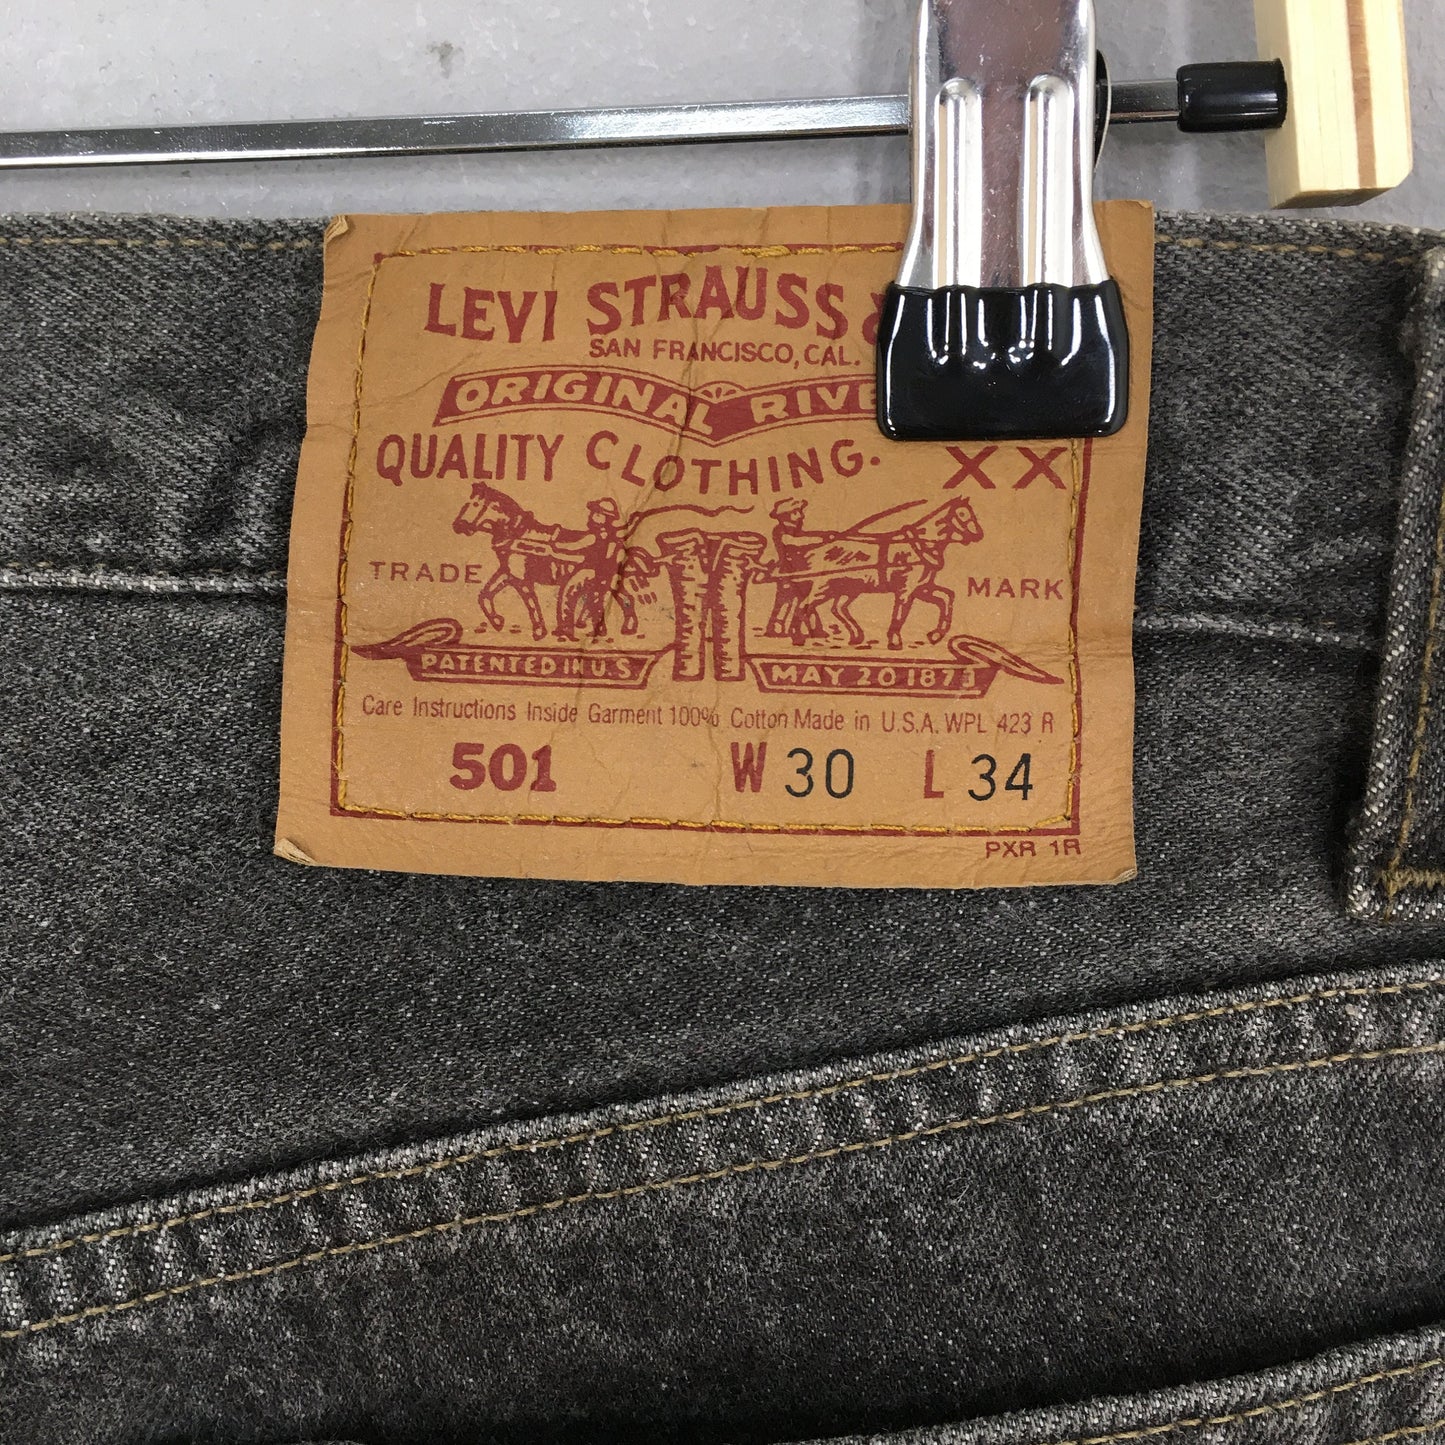 LEVI STRAUSS
SAN FRANCISCO, CAL.
ORIGINAL
QUALITY CLOTHING. XX
TRADE MARK
PATENTED IN U.S MAY 20 1873
Care Instructions Inside Garment 100% Cotton Made in U.S.A. WPL 423 R
501 W 30 L 34
PXR 1R